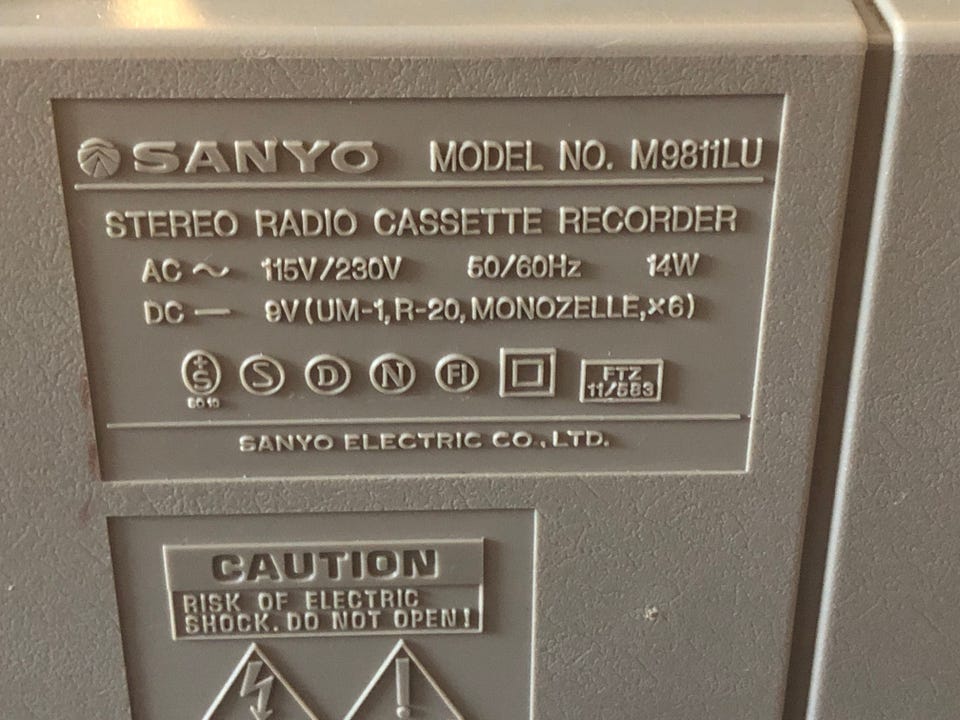 SANYO MODEL NO. M9811LU
STEREO RADIO CASSETTE RECORDER
AC ~ 115V/230V 50/60Hz 14W
DC — 9V(UM-1,R-20,MONOZELLE,×6)
+S S D N FI FTZ
11/583
SANYO ELECTRIC CO.,LTD.
CAUTION
RISK OF ELECTRIC
SHOCK. DO NOT OPEN!
!